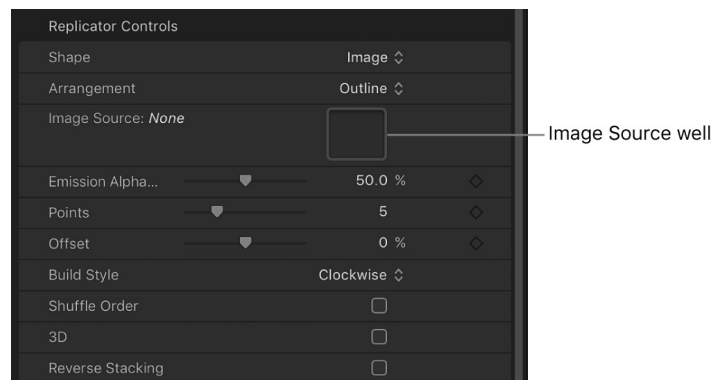 Replicator Controls
Shape Image
Arrangement Outline
Image Source: None
Image Source well
Emission Alpha... 50.0 %
Points 5
Offset 0 %
Build Style Clockwise
Shuffle Order
3D
Reverse Stacking